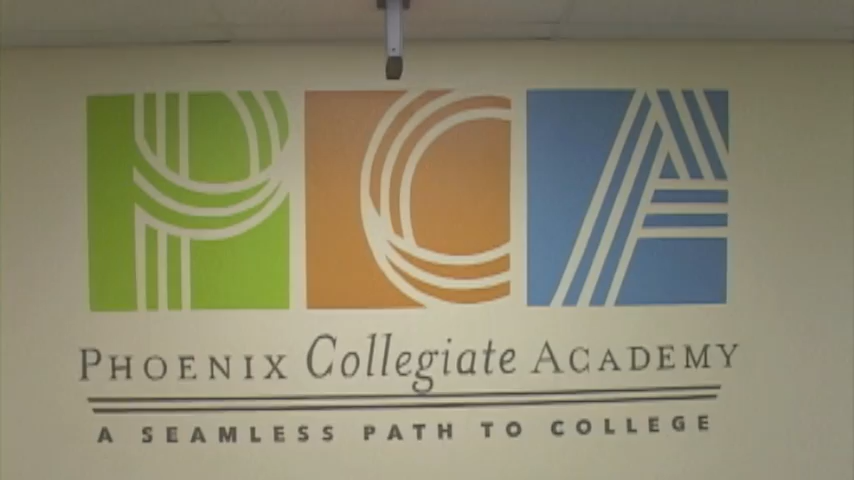 PCA
PHOENIX Collegiate ACADEMY
A SEAMLESS PATH TO COLLEGE